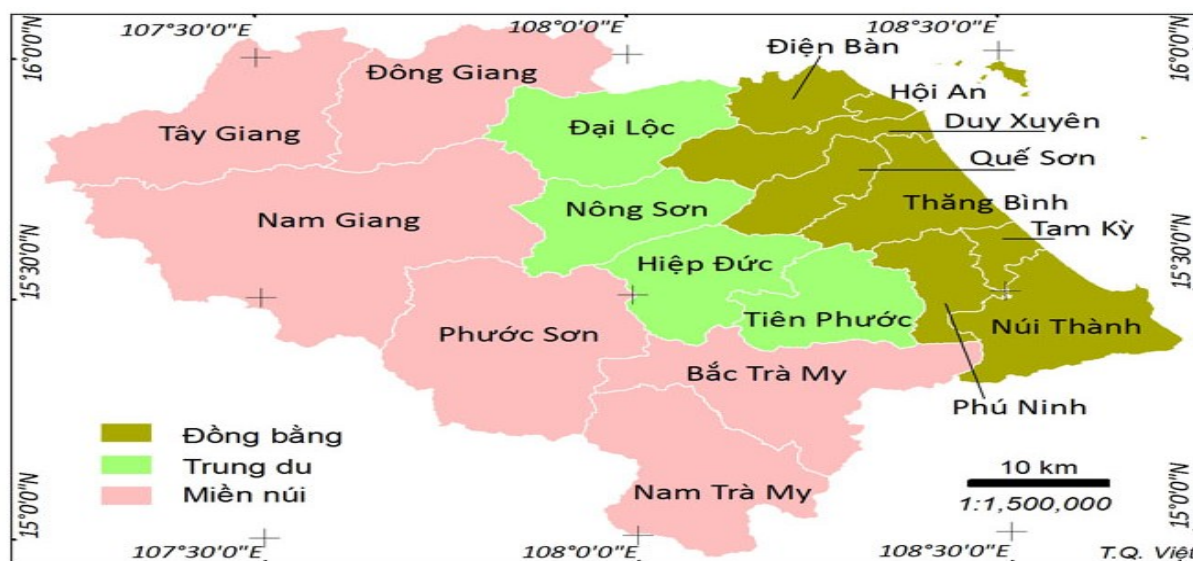 107°30'0"E
108°0'0"E
108°30'0"E
16°0'0"N
16°0'0"N
Điện Bàn
Đông Giang
Hội An
Tây Giang
Đại Lộc
Duy Xuyên
Quế Sơn
Nam Giang
Nông Sơn
Thăng Bình
Tam Kỳ
15°30'0"N
15°30'0"N
Hiệp Đức
Phước Sơn
Tiên Phước
Núi Thành
Bắc Trà My
Phú Ninh
Đồng bằng
Trung du
Miền núi
Nam Trà My
10 km
1:1,500,000
15°0'0"N
15°0'0"N
107°30'0"E
108°0'0"E
108°30'0"E
T.Q. Việt